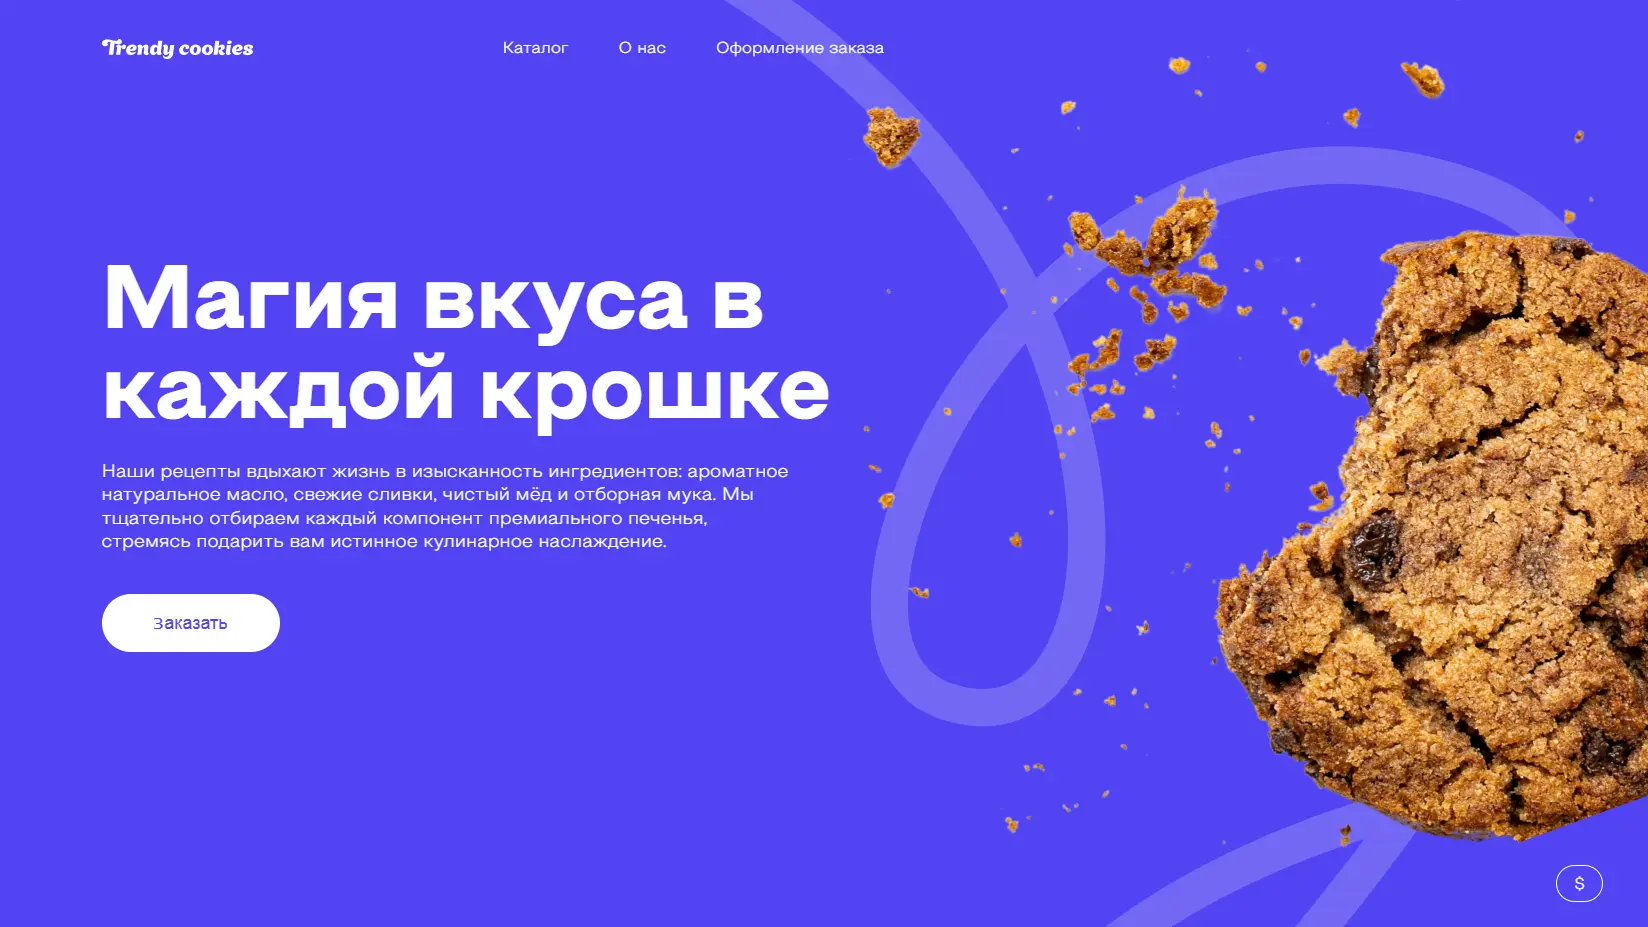 Trendy cookies
Каталог
О нас
Оформление заказа
Магия вкуса в
каждой крошке
Наши рецепты вдыхают жизнь в изысканность ингредиентов: ароматное
натуральное масло, свежие сливки, чистый мёд и отборная мука. Мы
тщательно отбираем каждый компонент премиального печенья,
стремясь подарить вам истинное кулинарное наслаждение.
Заказать
$